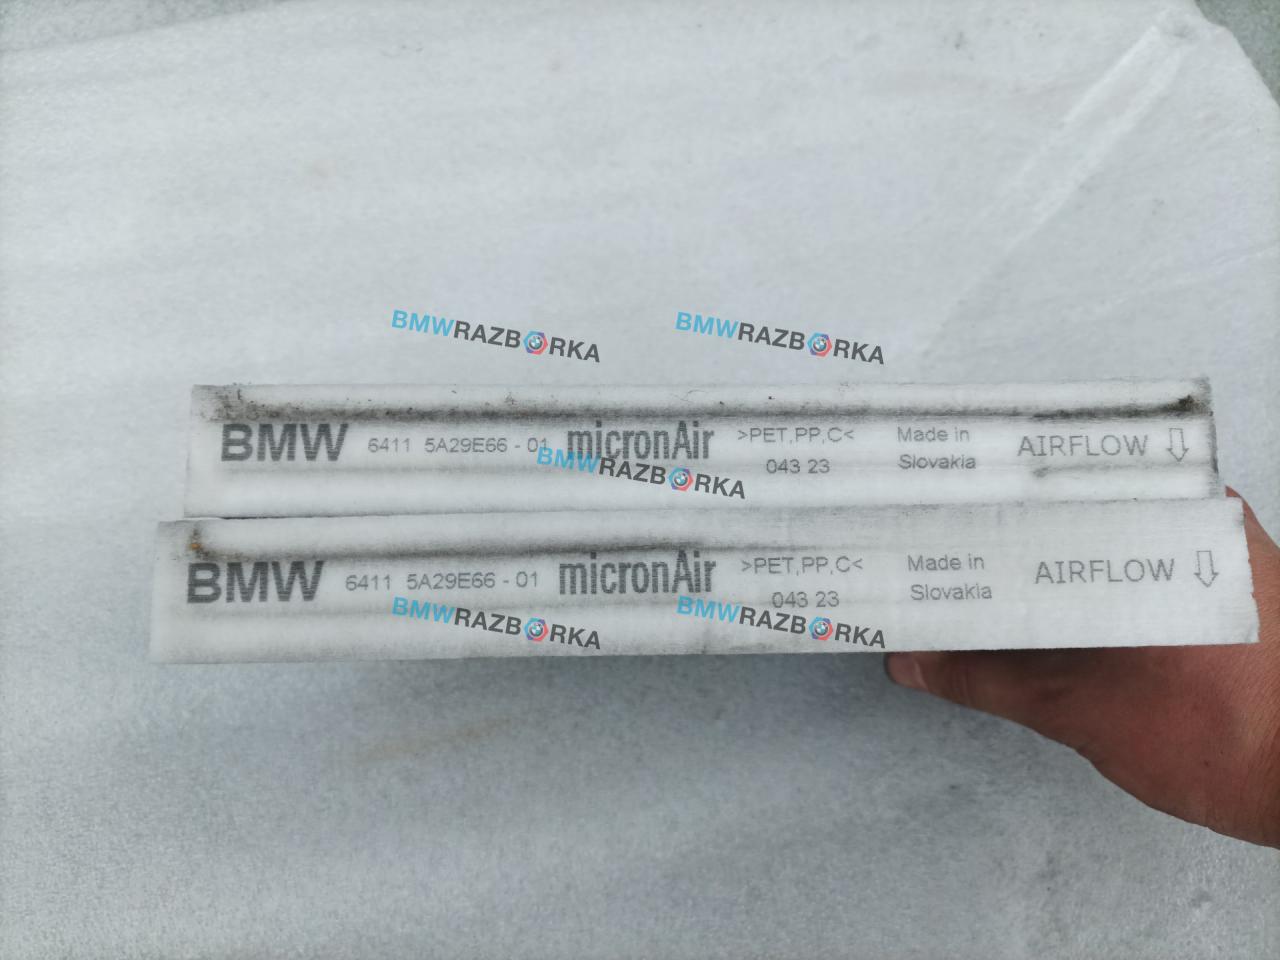 BMWRAZBORKA BMWRAZBORKA
BMW 6411 5A29E66 - 01 micronAir >PET,PP,C< Made in AIRFLOW
043 23 Slovakia
BMWRAZBORKA
BMW 6411 5A29E66 - 01 micronAir >PET,PP,C< Made in AIRFLOW
043 23 Slovakia
BMWRAZBORKA BMWRAZBORKA